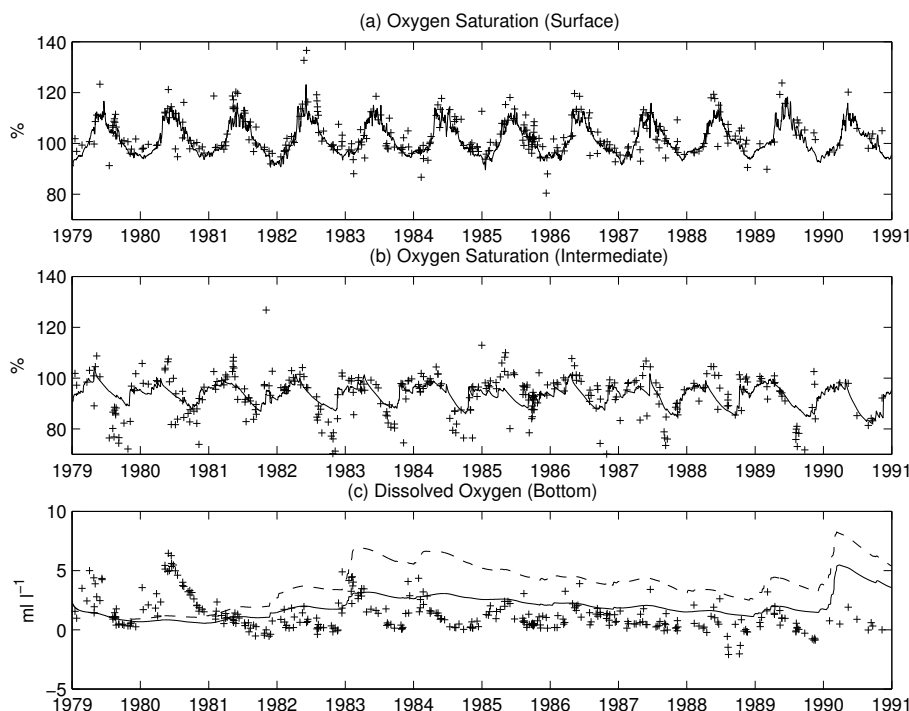 (a) Oxygen Saturation (Surface)
140
120
100
80
%
1979 1980 1981 1982 1983 1984 1985 1986 1987 1988 1989 1990 1991
(b) Oxygen Saturation (Intermediate)
140
120
100
80
%
1979 1980 1981 1982 1983 1984 1985 1986 1987 1988 1989 1990 1991
(c) Dissolved Oxygen (Bottom)
10
5
0
−5
ml l⁻¹
1979 1980 1981 1982 1983 1984 1985 1986 1987 1988 1989 1990 1991